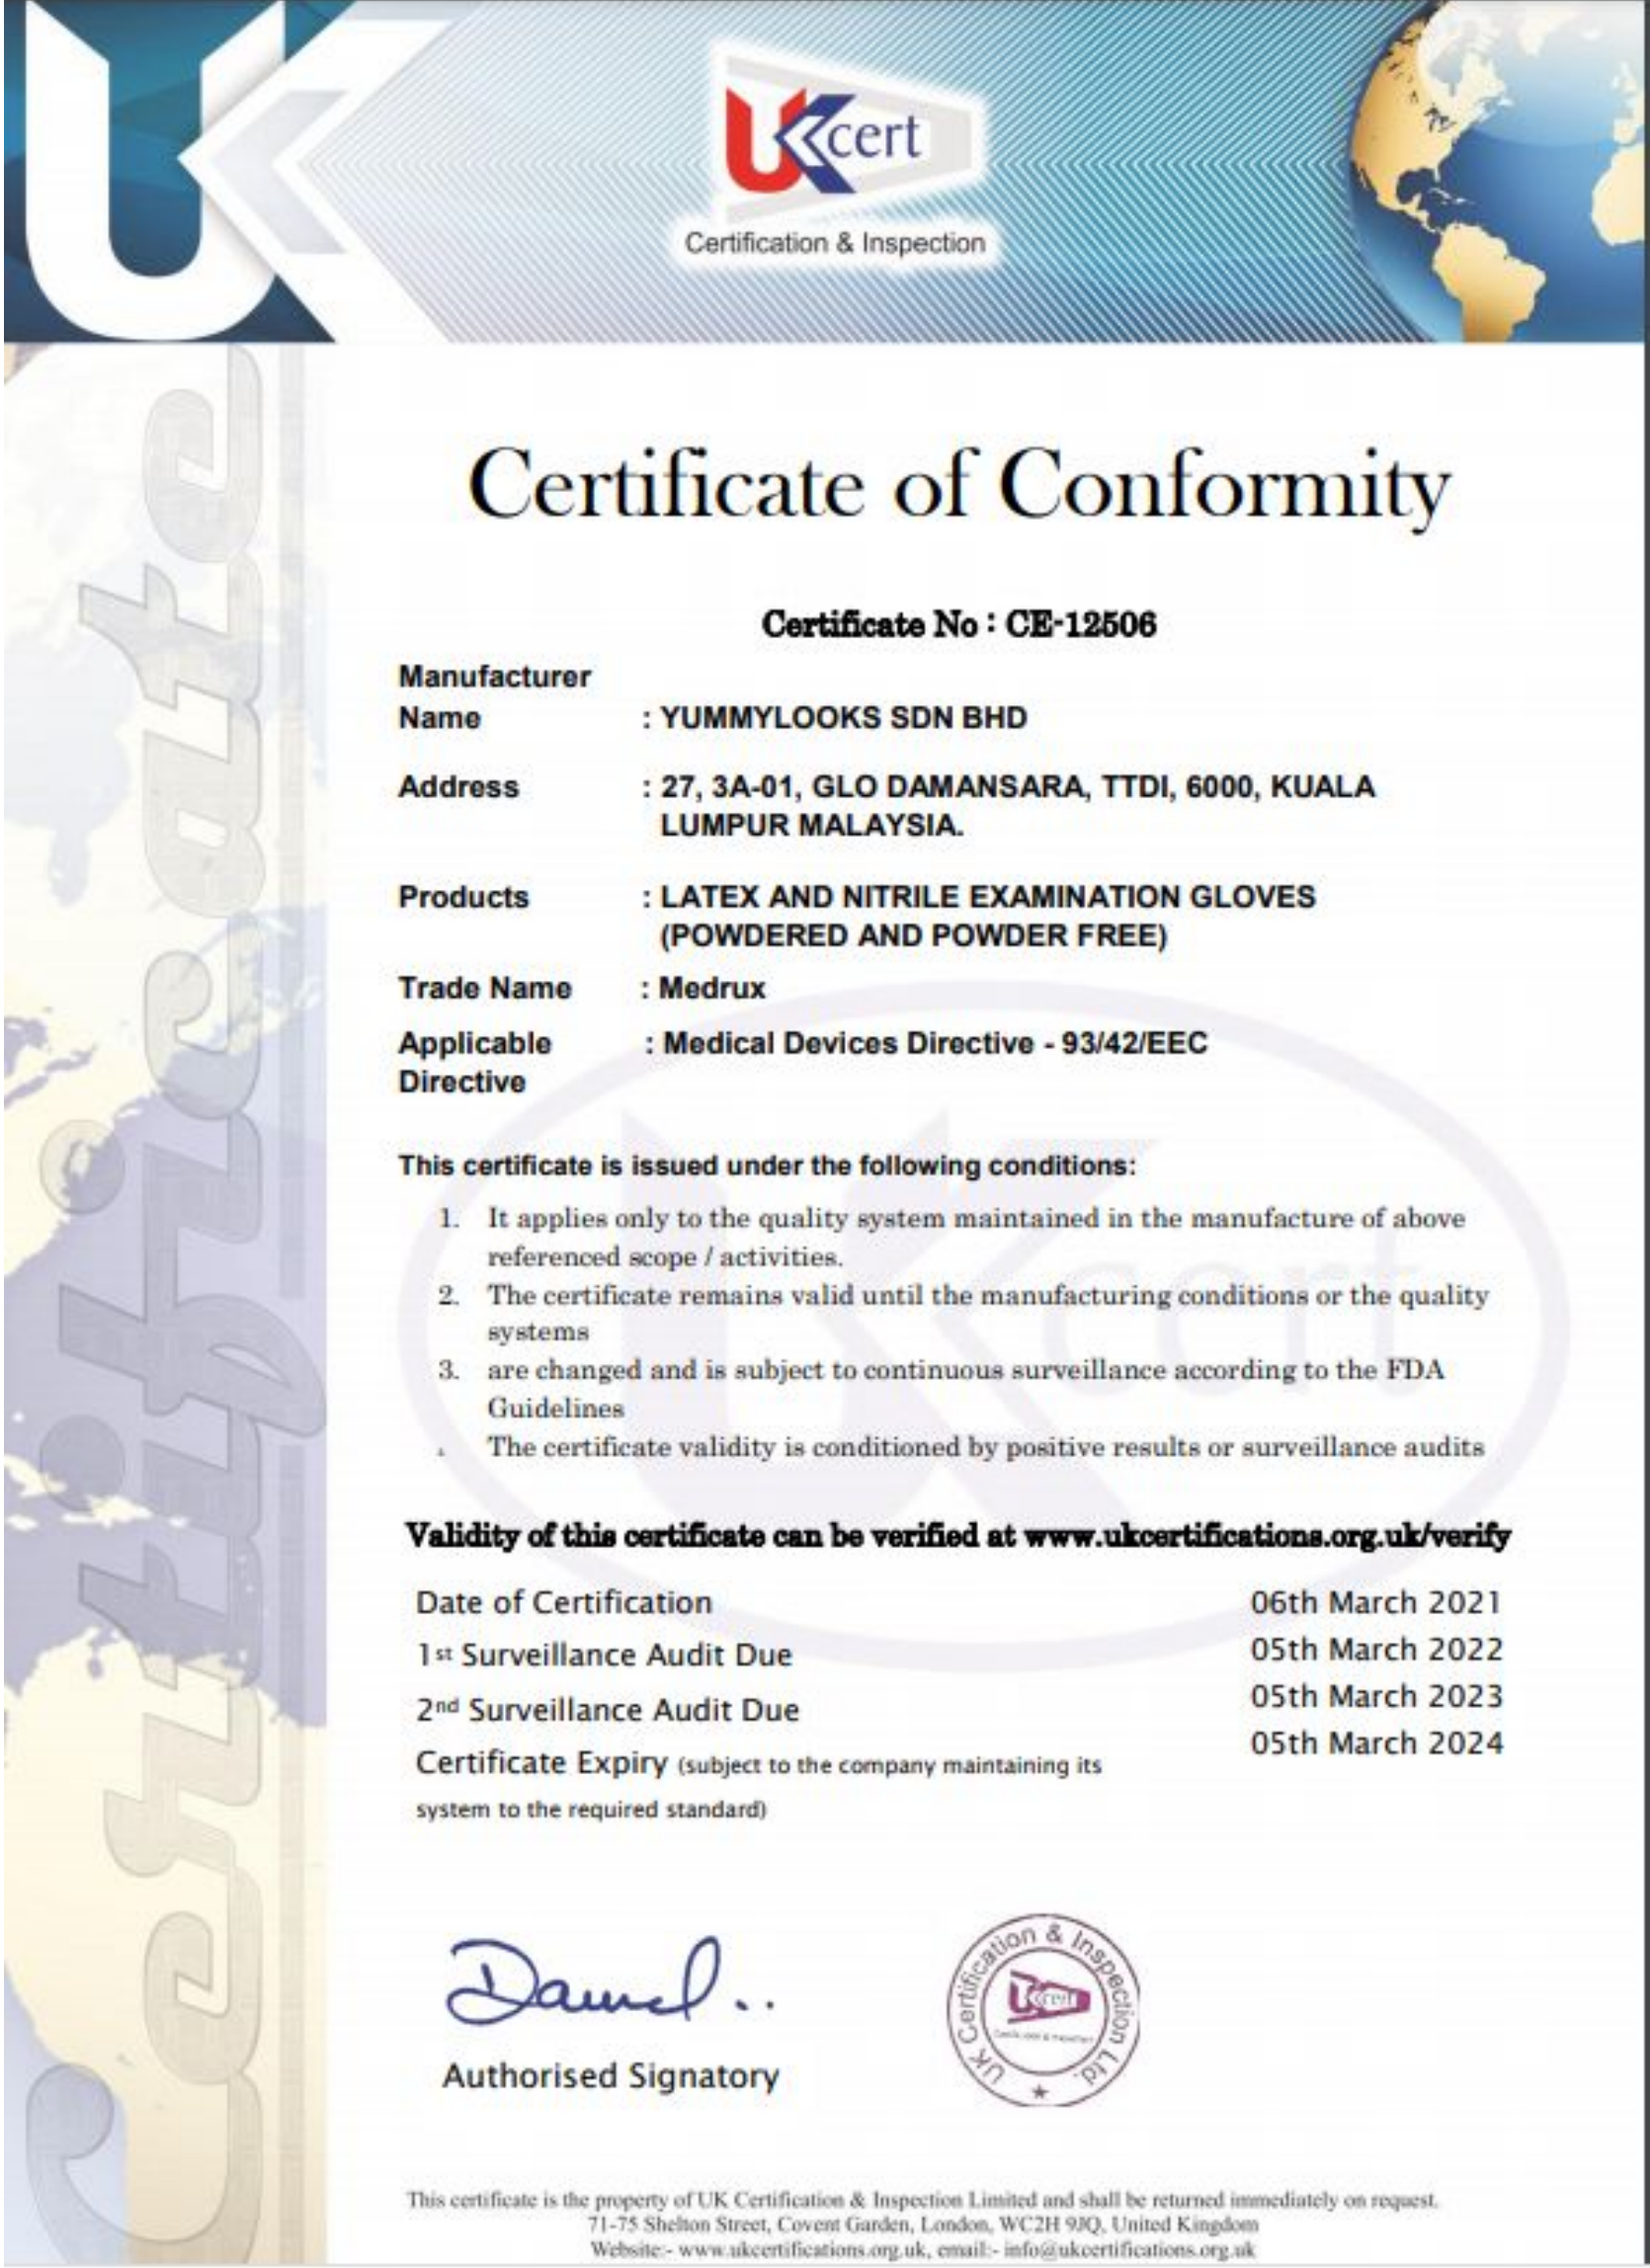 UK cert
Certification & Inspection
Certificate
Certificate of Conformity
Certificate No : CE-12506
Manufacturer
Name : YUMMYLOOKS SDN BHD
Address : 27, 3A-01, GLO DAMANSARA, TTDI, 6000, KUALA
LUMPUR MALAYSIA.
Products : LATEX AND NITRILE EXAMINATION GLOVES
(POWDERED AND POWDER FREE)
Trade Name : Medrux
Applicable : Medical Devices Directive - 93/42/EEC
Directive
This certificate is issued under the following conditions:
1. It applies only to the quality system maintained in the manufacture of above
referenced scope / activities.
2. The certificate remains valid until the manufacturing conditions or the quality
systems
3. are changed and is subject to continuous surveillance according to the FDA
Guidelines
. The certificate validity is conditioned by positive results or surveillance audits
Validity of this certificate can be verified at www.ukcertifications.org.uk/verify
Date of Certification 06th March 2021
1st Surveillance Audit Due 05th March 2022
2nd Surveillance Audit Due 05th March 2023
Certificate Expiry (subject to the company maintaining its 05th March 2024
system to the required standard)
Daniel..
Authorised Signatory
UK Certification & Inspection Ltd.
UK cert
This certificate is the property of UK Certification & Inspection Limited and shall be returned immediately on request.
71-75 Shelton Street, Covent Garden, London, WC2H 9JQ, United Kingdom
Website:- www.ukcertifications.org.uk, email:- info@ukcertifications.org.uk